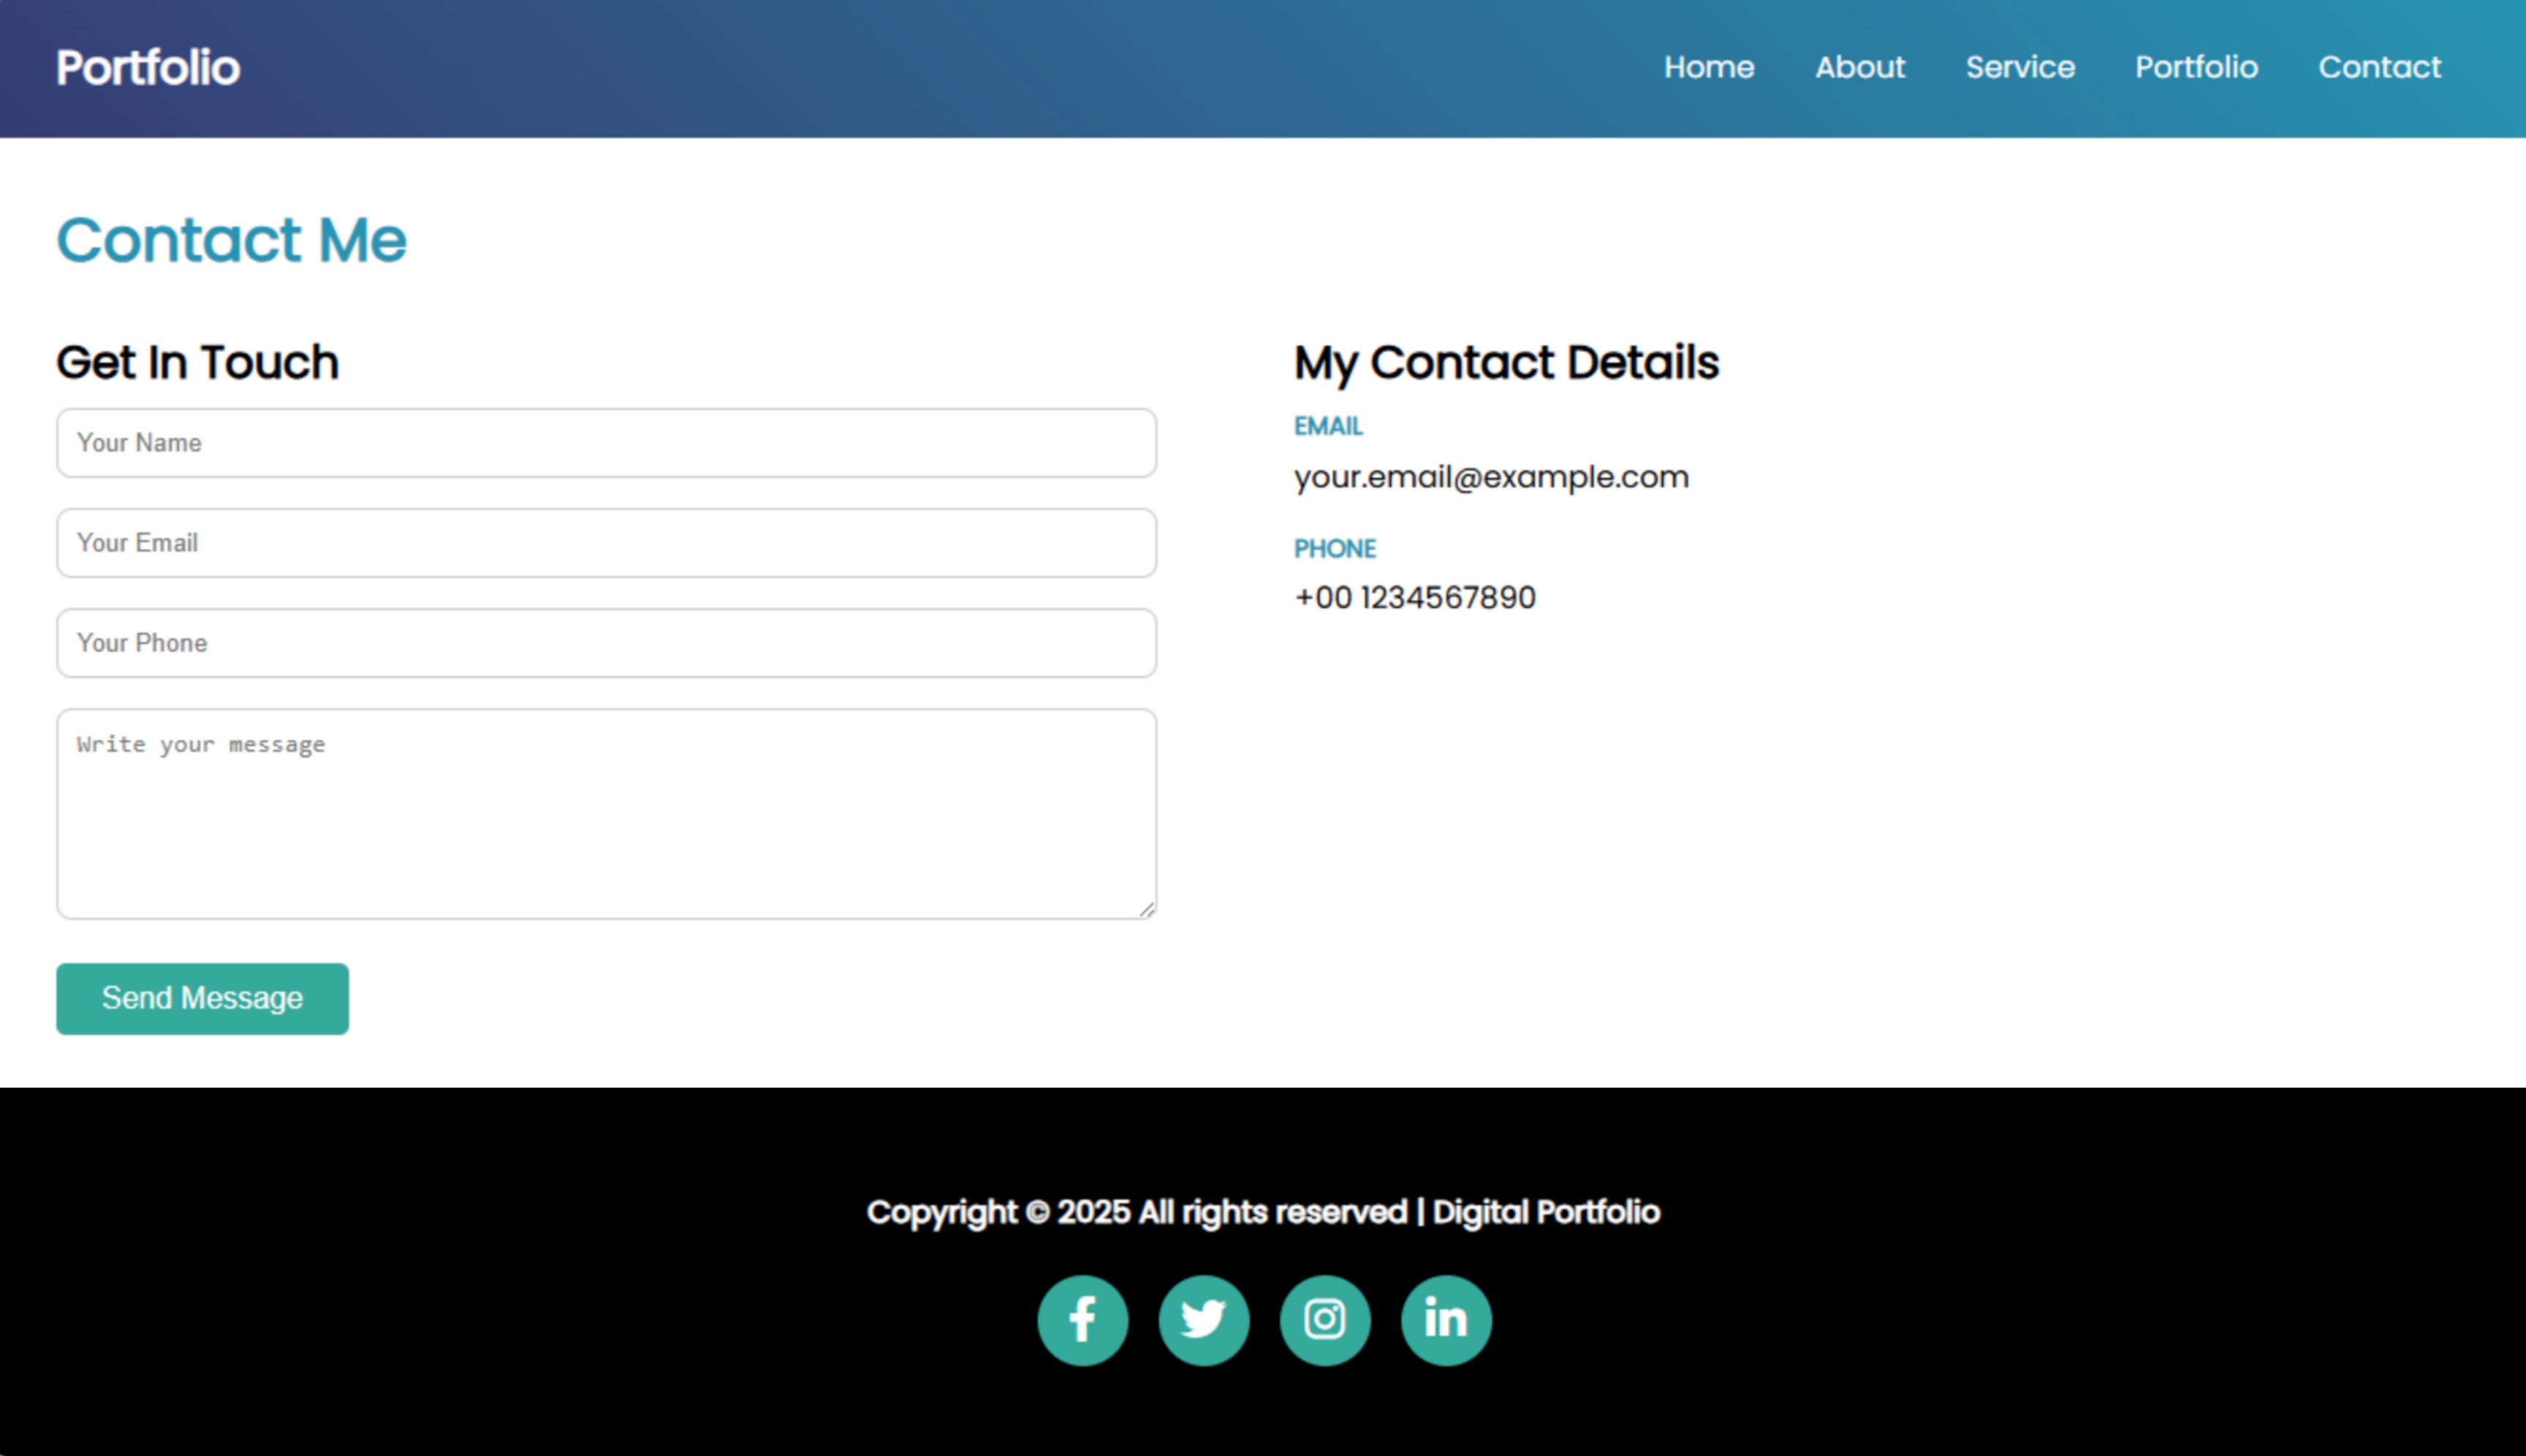 Portfolio
Home About Service Portfolio Contact
Contact Me
Get In Touch
Your Name
Your Email
Your Phone
Write your message
Send Message
My Contact Details
EMAIL
your.email@example.com
PHONE
+00 1234567890
Copyright © 2025 All rights reserved | Digital Portfolio